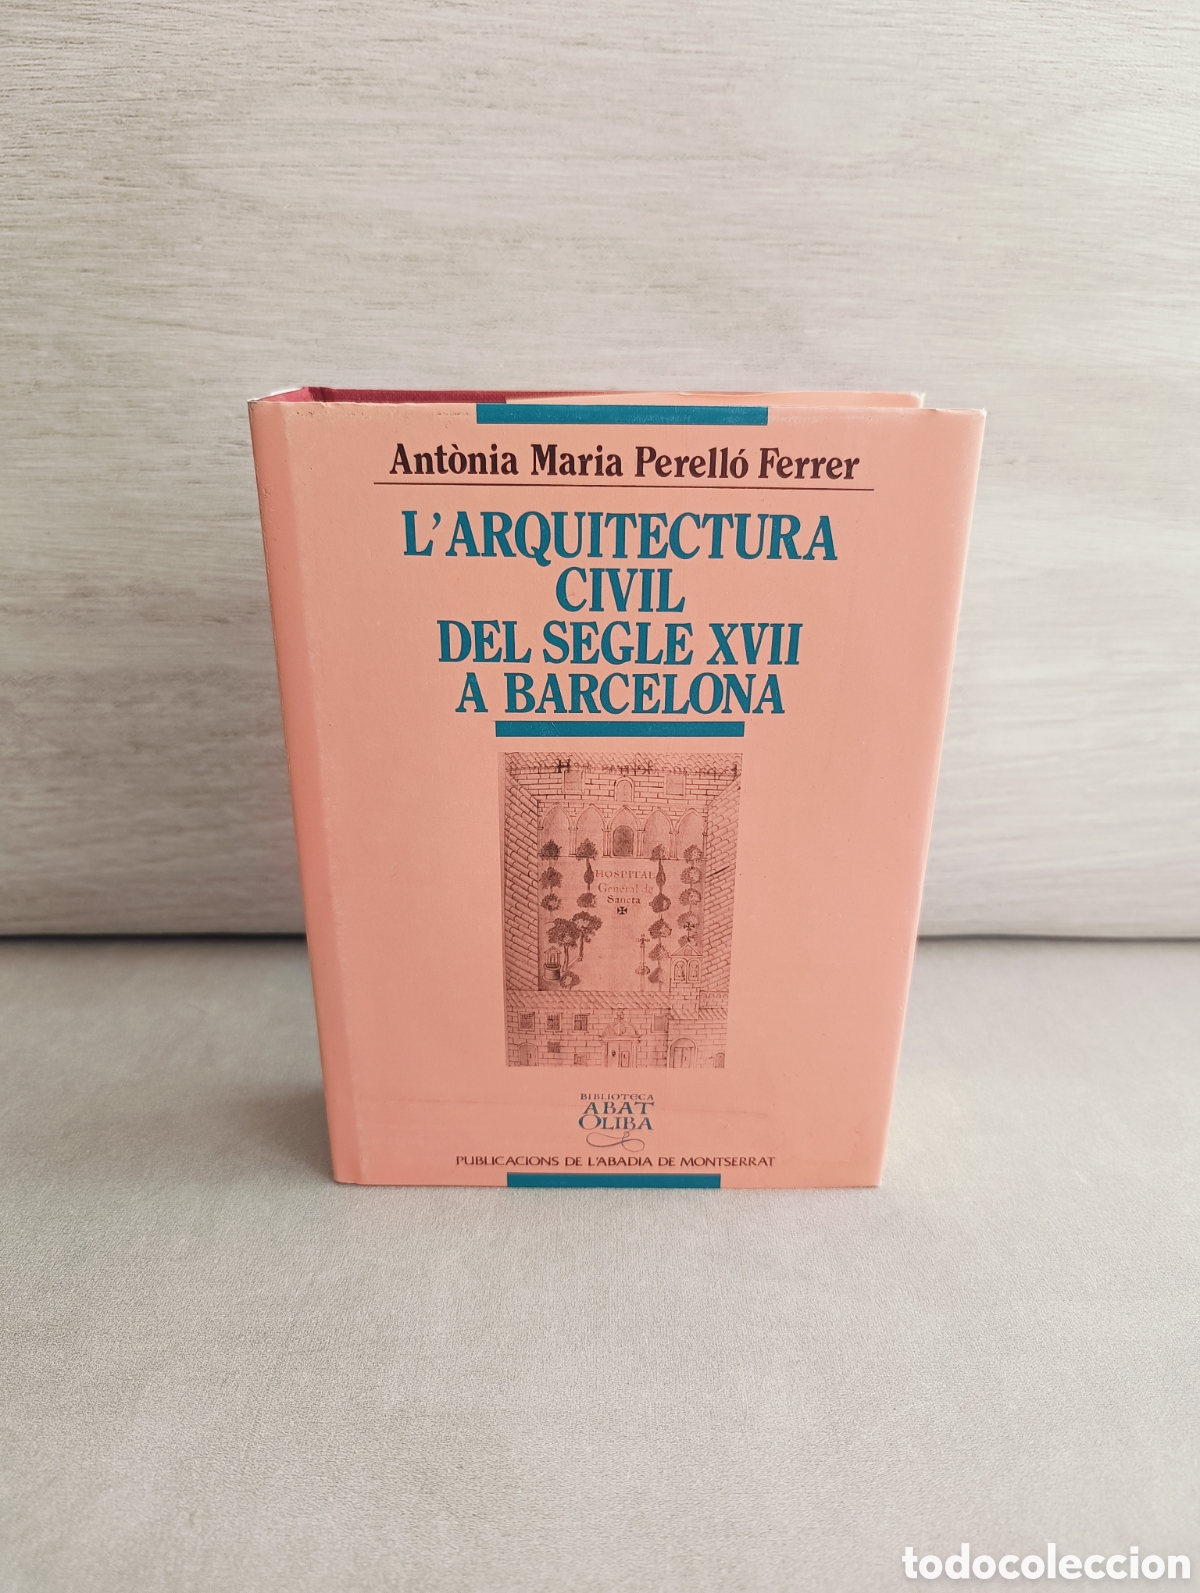 Antònia Maria Perelló Ferrer
L'ARQUITECTURA
CIVIL
DEL SEGLE XVII
A BARCELONA
HOSPITAL
General de
Sancta
BIBLIOTECA
ABAT
OLIBA
PUBLICACIONS DE L'ABADIA DE MONTSERRAT
todocoleccion